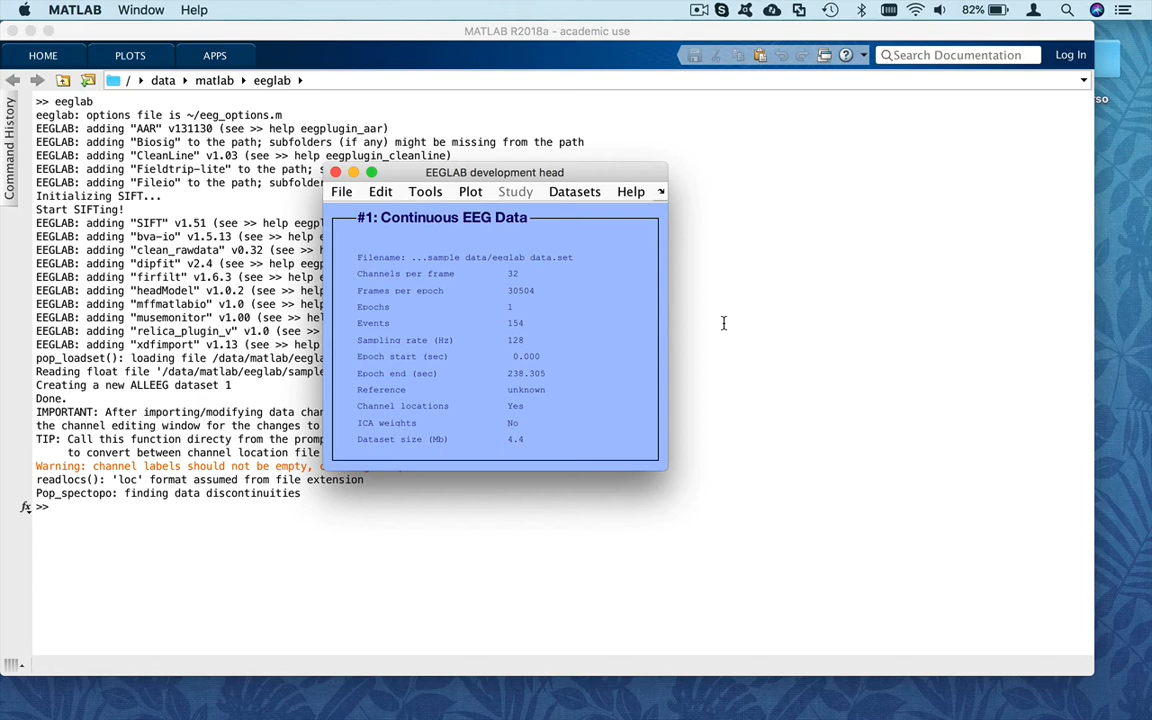 MATLAB Window Help 82%
MATLAB R2018a - academic use
HOME PLOTS APPS Search Documentation Log In
/ data matlab eeglab
Command History
>> eeglab
eeglab: options file is ~/eeg_options.m
EEGLAB: adding "AAR" v131130 (see >> help eegplugin_aar)
EEGLAB: adding "Biosig" to the path; subfolders (if any) might be missing from the path
EEGLAB: adding "CleanLine" v1.03 (see >> help eegplugin_cleanline)
EEGLAB: adding "Fieldtrip-lite" to the path;
EEGLAB: adding "Fileio" to the path; subfolder
Initializing SIFT...
Start SIFTing!
EEGLAB: adding "SIFT" v1.51 (see >> help eegp
EEGLAB: adding "bva-io" v1.5.13 (see >> help
EEGLAB: adding "clean_rawdata" v0.32 (see >>
EEGLAB: adding "dipfit" v2.4 (see >> help
EEGLAB: adding "firfilt" v1.6.3 (see >> help
EEGLAB: adding "headModel" v1.0.2 (see >>
EEGLAB: adding "mffmatlabio" v1.0 (see >>
EEGLAB: adding "musemonitor" v1.00 (see >>
EEGLAB: adding "relica_plugin_v" v1.0 (see >>
EEGLAB: adding "xdfimport" v1.13 (see >> help
pop_loadset(): loading file /data/matlab/eegla
Reading float file '/data/matlab/eeglab/sample
Creating a new ALLEEG dataset 1
Done.
IMPORTANT: After importing/modifying data chan
the channel editing window for the changes to
TIP: Call this function directy from the promp
to convert between channel location file
Warning: channel labels should not be empty,
readlocs(): 'loc' format assumed from file extension
Pop_spectopo: finding data discontinuities
fx >>
EEGLAB development head
File Edit Tools Plot Study Datasets Help
#1: Continuous EEG Data
Filename: ...sample_data/eeglab_data.set
Channels per frame 32
Frames per epoch 30504
Epochs 1
Events 154
Sampling rate (Hz) 128
Epoch start (sec) 0.000
Epoch end (sec) 238.305
Reference unknown
Channel locations Yes
ICA weights No
Dataset size (Mb) 4.4